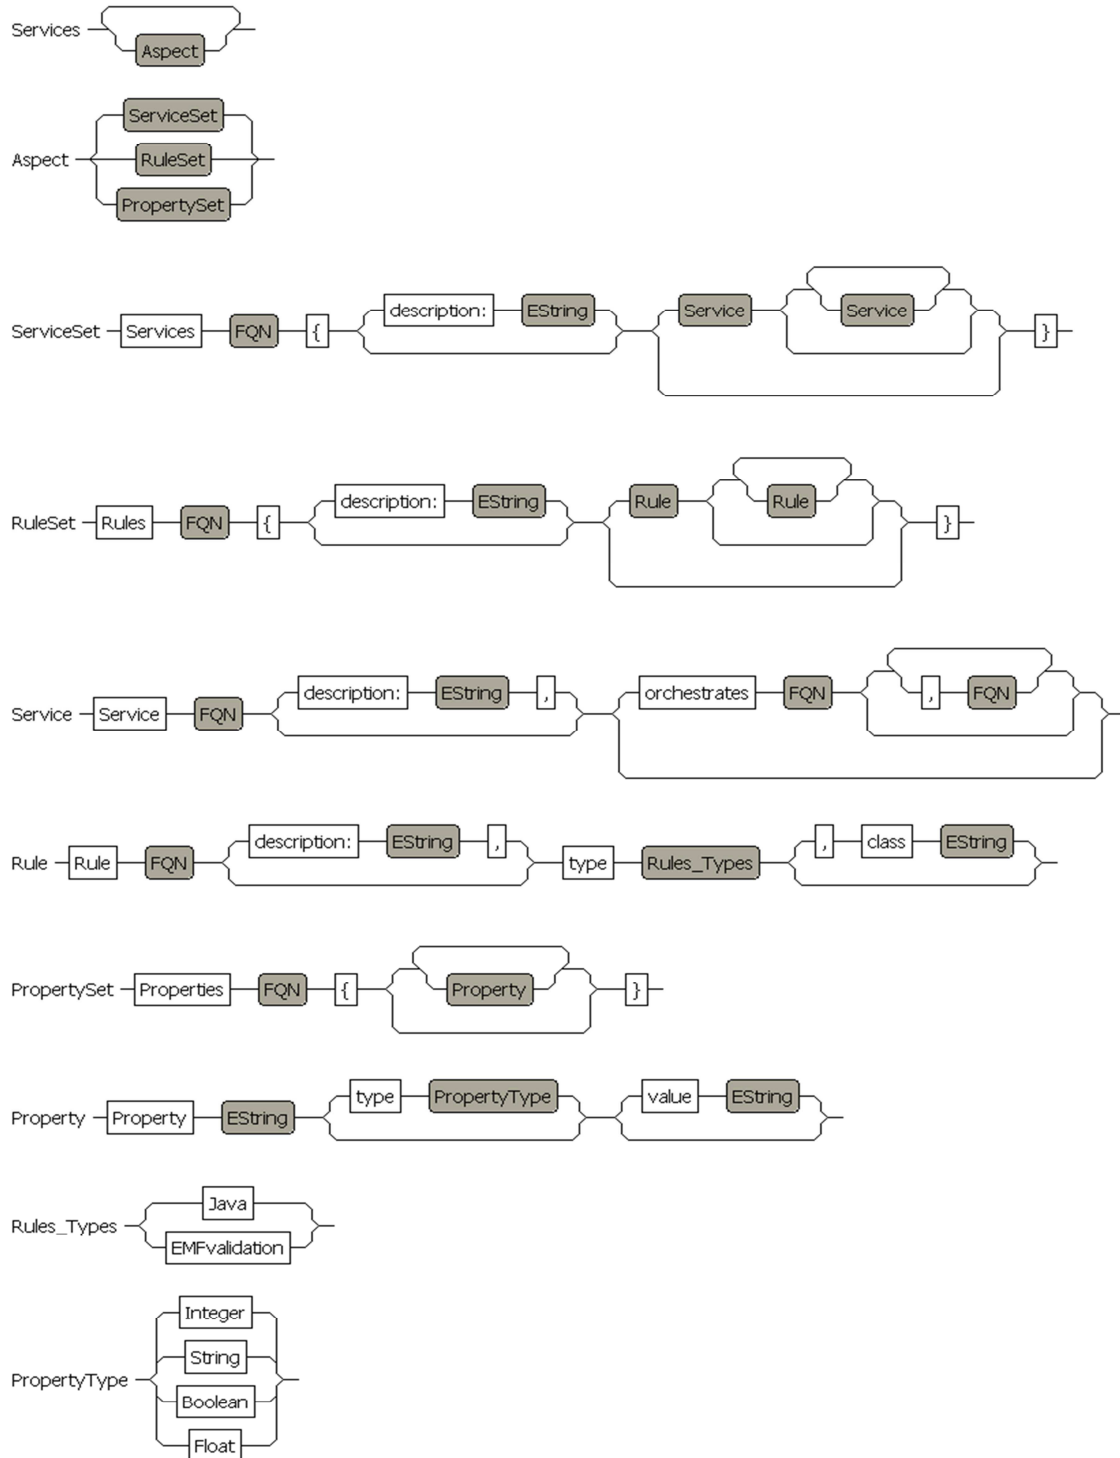 Services Aspect
ServiceSet
Aspect RuleSet
PropertySet
ServiceSet Services FQN { description: EString Service Service }
RuleSet Rules FQN { description: EString Rule Rule }
Service Service FQN description: EString , orchestrates FQN , FQN
Rule Rule FQN description: EString , type Rules_Types , class EString
PropertySet Properties FQN { Property }
Property Property EString type PropertyType value EString
Java
Rules_Types
EMFvalidation
Integer
String
PropertyType
Boolean
Float